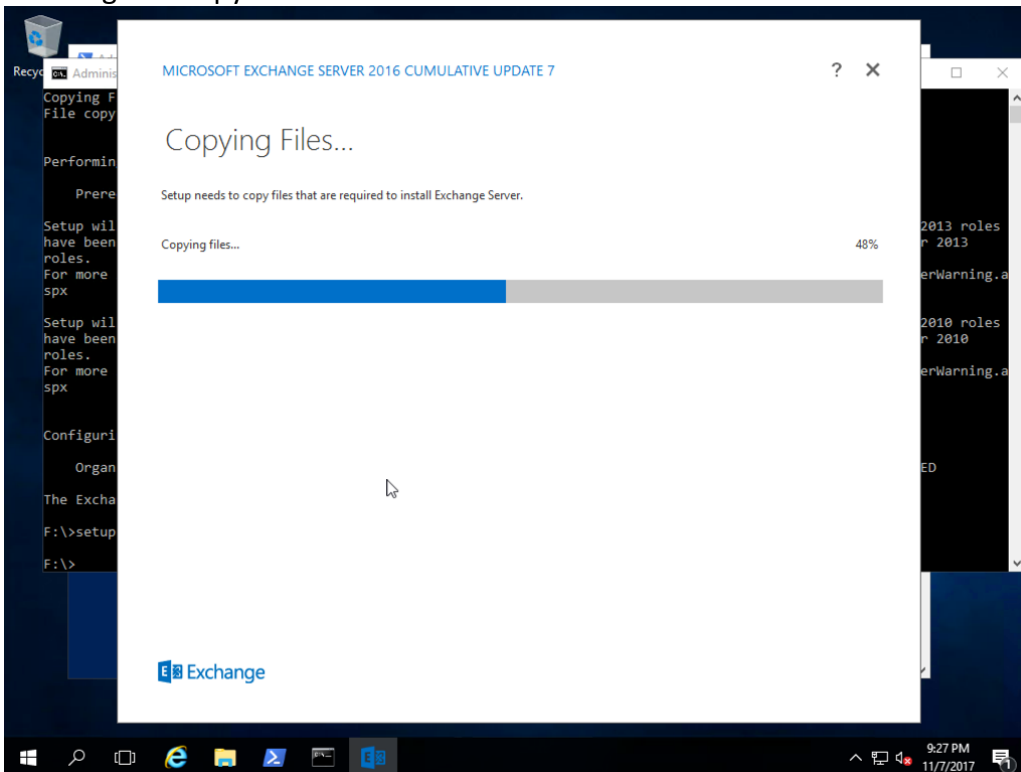 Recyc
Adminis
MICROSOFT EXCHANGE SERVER 2016 CUMULATIVE UPDATE 7
?
Copying F
File copy
Copying Files...
Performin
Prere
Setup needs to copy files that are required to install Exchange Server.
Setup wil
2013 roles
have been
r 2013
roles.
Copying files...
48%
For more
erWarning.a
spx
Setup wil
2010 roles
have been
r 2010
roles.
For more
erWarning.a
spx
Configuri
Organ
ED
The Excha
F:\>setup
F:\>
Exchange
9:27 PM
11/7/2017
1